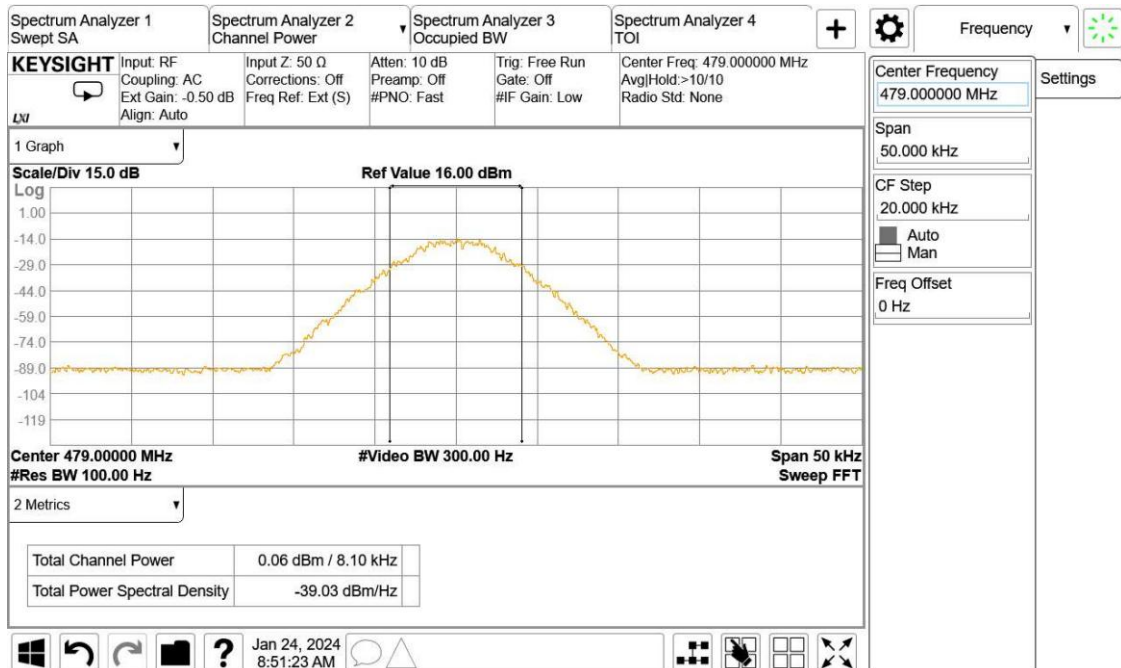 Spectrum Analyzer 1
Swept SA
Spectrum Analyzer 2
Channel Power
Spectrum Analyzer 3
Occupied BW
Spectrum Analyzer 4
TOI
+
Frequency
KEYSIGHT
LXI
Input: RF
Coupling: AC
Ext Gain: -0.50 dB
Align: Auto
Input Z: 50 Ω
Corrections: Off
Freq Ref: Ext (S)
Atten: 10 dB
Preamp: Off
#PNO: Fast
Trig: Free Run
Gate: Off
#IF Gain: Low
Center Freq: 479.000000 MHz
Avg|Hold:>10/10
Radio Std: None
Center Frequency
479.000000 MHz
Settings
Span
50.000 kHz
CF Step
20.000 kHz
Auto
Man
Freq Offset
0 Hz
1 Graph
Scale/Div 15.0 dB
Ref Value 16.00 dBm
Log
1.00
-14.0
-29.0
-44.0
-59.0
-74.0
-89.0
-104
-119
Center 479.00000 MHz
#Video BW 300.00 Hz
Span 50 kHz
#Res BW 100.00 Hz
Sweep FFT
2 Metrics
Total Channel Power 0.06 dBm / 8.10 kHz
Total Power Spectral Density -39.03 dBm/Hz
?
Jan 24, 2024
8:51:23 AM